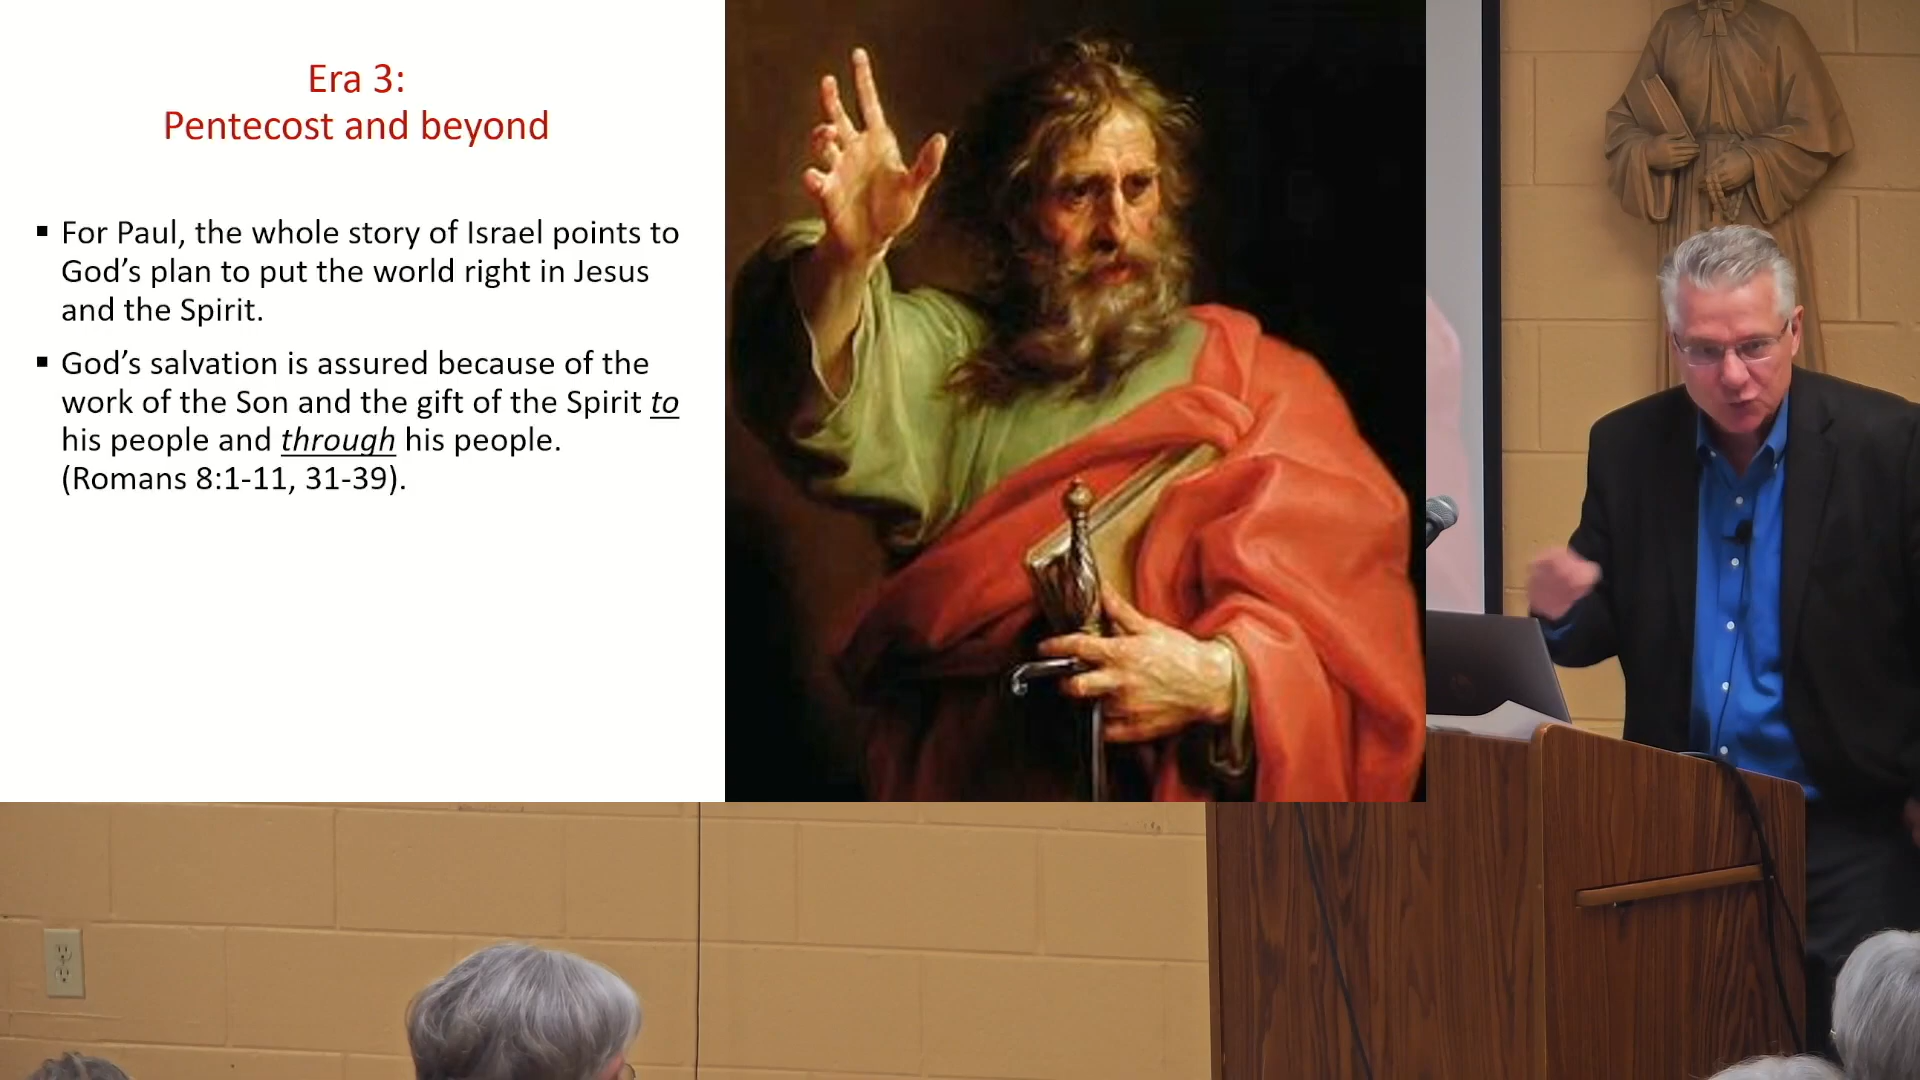 Era 3:
Pentecost and beyond
▪ For Paul, the whole story of Israel points to
God’s plan to put the world right in Jesus
and the Spirit.
▪ God’s salvation is assured because of the
work of the Son and the gift of the Spirit to
his people and through his people.
(Romans 8:1-11, 31-39).